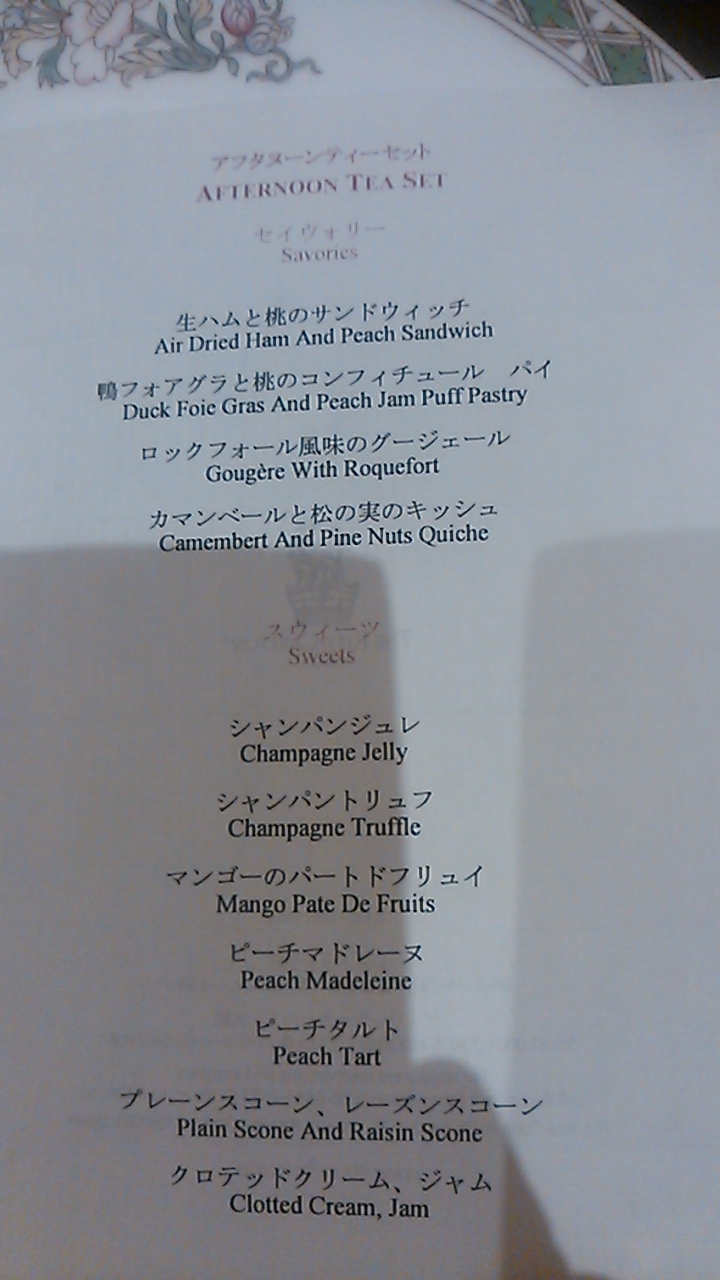 アフタヌーンティーセット
AFTERNOON TEA SET
セイヴォリー
Savories
生ハムと桃のサンドウィッチ
Air Dried Ham And Peach Sandwich
鴨フォアグラと桃のコンフィチュール　パイ
Duck Foie Gras And Peach Jam Puff Pastry
ロックフォール風味のグージェール
Gougère With Roquefort
カマンベールと松の実のキッシュ
Camembert And Pine Nuts Quiche
スウィーツ
Sweets
シャンパンジュレ
Champagne Jelly
シャンパントリュフ
Champagne Truffle
マンゴーのパートドフリュイ
Mango Pate De Fruits
ピーチマドレーヌ
Peach Madeleine
ピーチタルト
Peach Tart
プレーンスコーン、レーズンスコーン
Plain Scone And Raisin Scone
クロテッドクリーム、ジャム
Clotted Cream, Jam